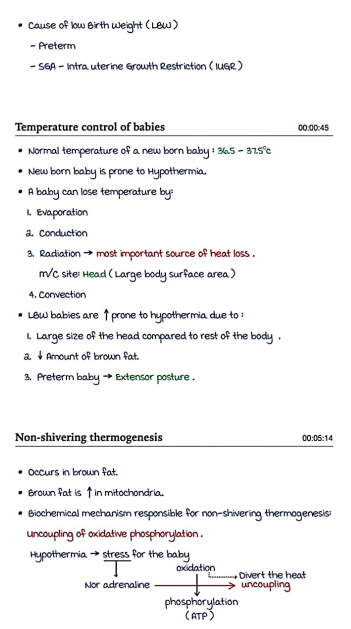 • Cause of low Birth Weight (LBW)
– Preterm
– SGA – Intra uterine Growth Restriction (IUGR)
Temperature control of babies 00:00:45
• Normal temperature of a new born baby : 36.5 – 37.5°c
• New born baby is prone to Hypothermia.
• A baby can lose temperature by:
1. Evaporation
2. Conduction
3. Radiation → most important source of heat loss.
m/c site: Head (Large body surface area)
4. Convection
• LBW babies are ↑ prone to hypothermia due to :
1. Large size of the head compared to rest of the body .
2. ↓ Amount of brown fat.
3. Preterm baby → Extensor posture .
Non-shivering thermogenesis 00:05:14
• Occurs in brown fat.
• Brown fat is ↑ in mitochondria.
• Biochemical mechanism responsible for non-shivering thermogenesis:
uncoupling of oxidative phosphorylation .
Hypothermia → stress for the baby
oxidation
Divert the heat
Nor adrenaline → uncoupling
phosphorylation
(ATP)